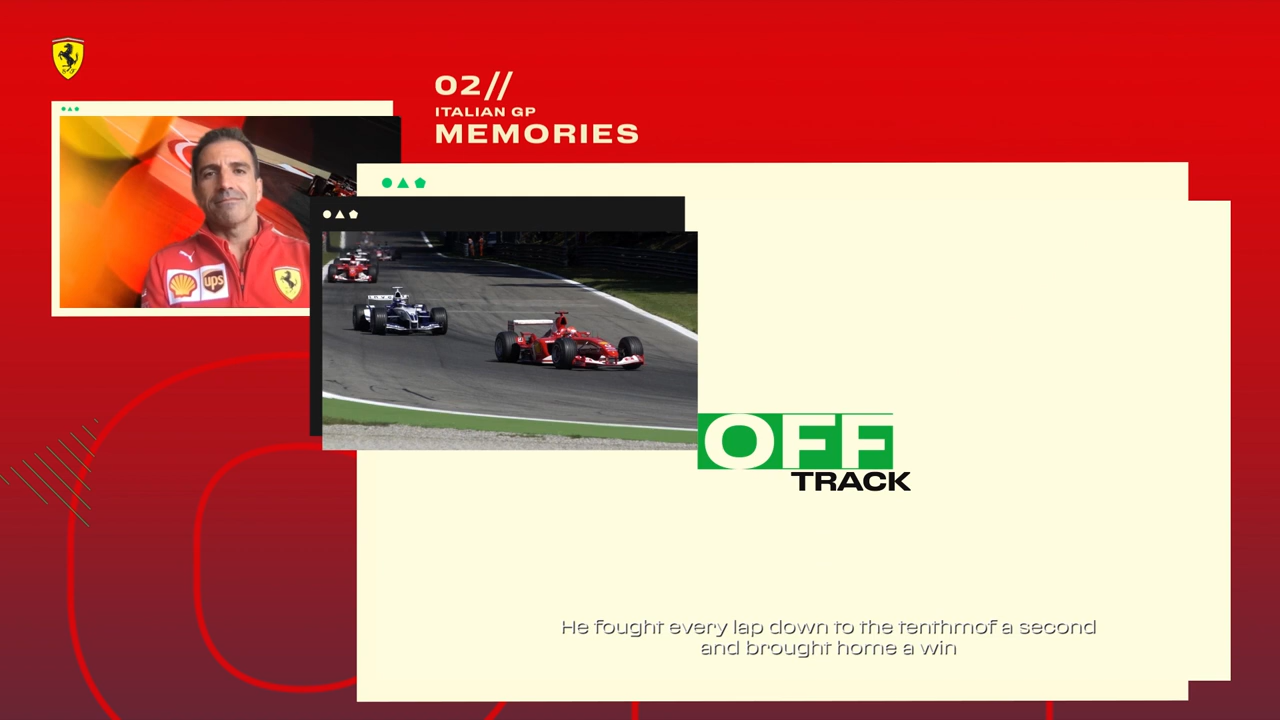 02//
ITALIAN GP
MEMORIES
ups
OFF
TRACK
He fought every lap down to the tenthmof a second
and brought home a win